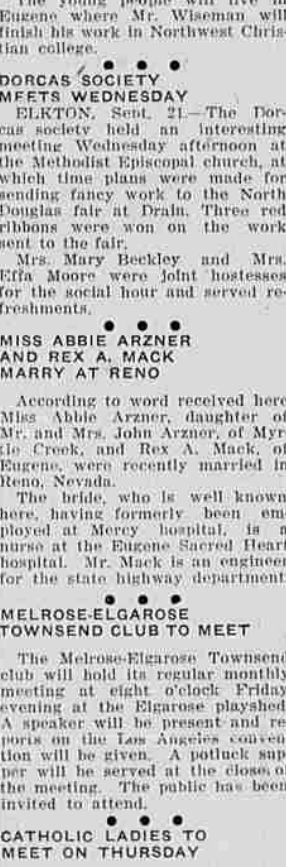 The young people will live in
Eugene where Mr. Wiseman will
finish his work in Northwest Chris-
tian college.
● ● ●
DORCAS SOCIETY
MEETS WEDNESDAY
ELKTON, Sept. 21.—The Dor-
cas society held an interesting
meeting Wednesday afternoon at
the Methodist Episcopal church, at
which time plans were made for
sending fancy work to the North
Douglas fair at Drain. Three red
ribbons were won on the work
sent to the fair.
Mrs. Mary Beckley and Mrs.
Effa Moore were joint hostesses
for the social hour and served re-
freshments.
● ● ●
MISS ABBIE ARZNER
AND REX A. MACK
MARRY AT RENO
According to word received here
Miss Abbie Arzner, daughter of
Mr. and Mrs. John Arzner, of Myr-
tle Creek, and Rex A. Mack, of
Eugene, were recently married in
Reno, Nevada.
The bride, who is well known
here, having formerly been em-
ployed at Mercy hospital, is a
nurse at the Eugene Sacred Heart
hospital. Mr. Mack is an engineer
for the state highway department.
● ● ●
MELROSE-ELGAROSE
TOWNSEND CLUB TO MEET
The Melrose-Elgarose Townsend
club will hold its regular monthly
meeting at eight o'clock Friday
evening at the Elgarose playshed.
A speaker will be present and re-
ports on the Los Angeles conven-
tion will be given. A potluck sup-
per will be served at the close of
the meeting. The public has been
invited to attend.
● ● ●
CATHOLIC LADIES TO
MEET ON THURSDAY